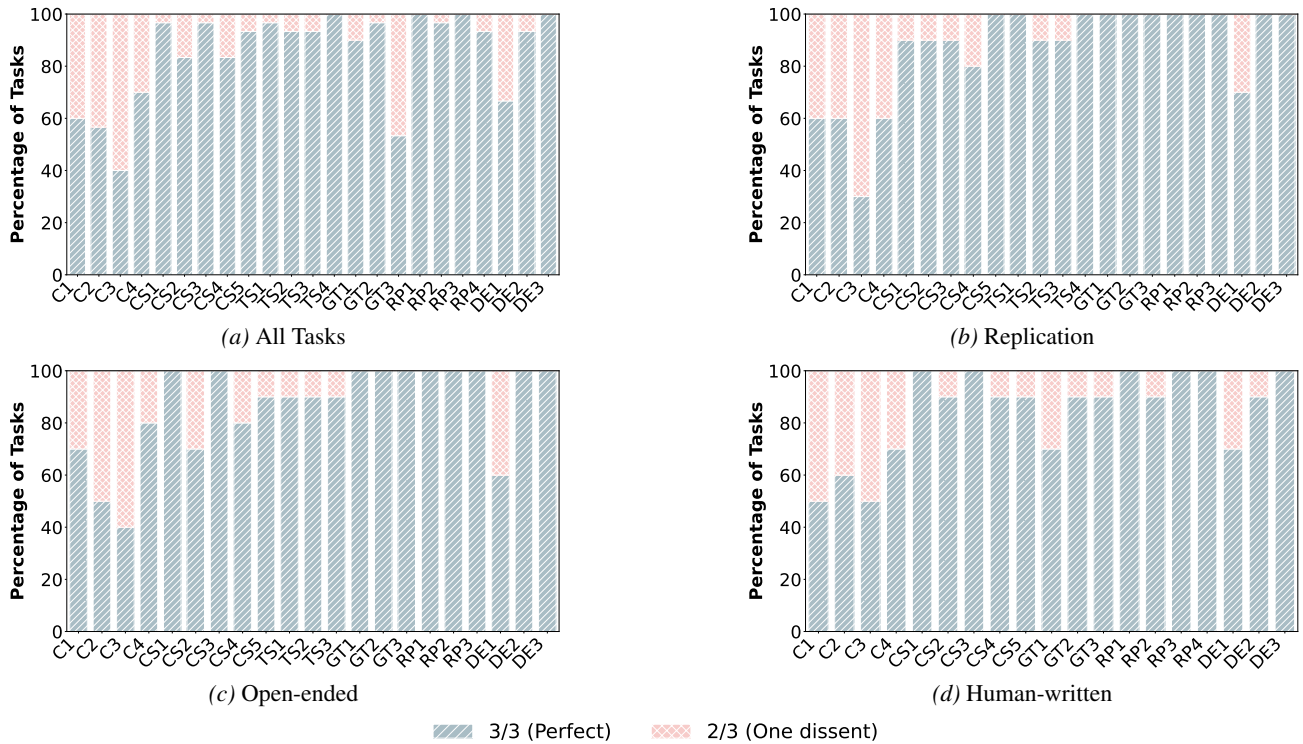 100
80
60
40
20
0
Percentage of Tasks
C1 C2 C3 C4 CS1 CS2 CS3 CS4 CS5 TS1 TS2 TS3 TS4 GT1 GT2 GT3 RP1 RP2 RP3 RP4 DE1 DE2 DE3
(a) All Tasks
100
80
60
40
20
0
Percentage of Tasks
C1 C2 C3 C4 CS1 CS2 CS3 CS4 CS5 TS1 TS2 TS3 TS4 GT1 GT2 GT3 RP1 RP2 RP3 DE1 DE2 DE3
(b) Replication
100
80
60
40
20
0
Percentage of Tasks
C1 C2 C3 C4 CS1 CS2 CS3 CS4 CS5 TS1 TS2 TS3 GT1 GT2 GT3 RP1 RP2 RP3 DE1 DE2 DE3
(c) Open-ended
100
80
60
40
20
0
Percentage of Tasks
C1 C2 C3 C4 CS1 CS2 CS3 CS4 CS5 GT1 GT2 GT3 RP1 RP2 RP3 RP4 DE1 DE2 DE3
(d) Human-written
3/3 (Perfect) 2/3 (One dissent)